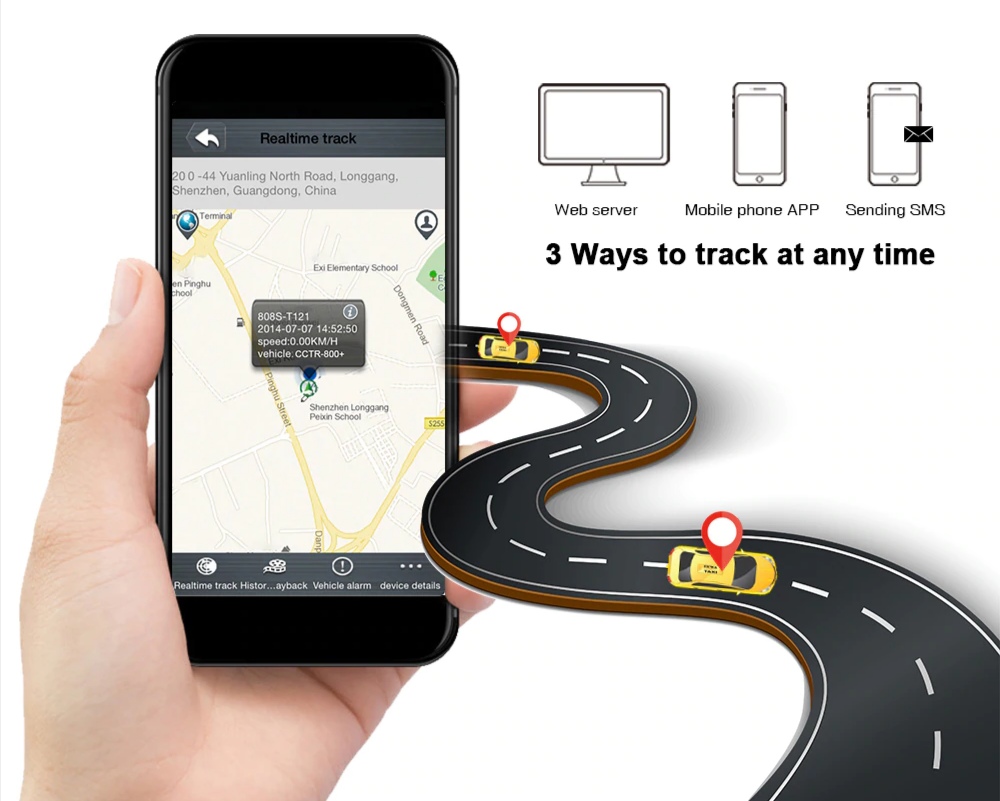 Realtime track
20 0 -44 Yuanling North Road, Longgang,
Shenzhen, Guangdong, China
Terminal
Exi Elementary School
en Pinghu
chool
Dongmen Road
808S-T121
2014-07-07 14:52:50
speed:0.00KM/H
vehicle: CCTR-800+
Pinghu Street
Shenzhen Longgang
Peixin School
S255
Realtime track Histor...ayback Vehicle alarm device details
Web server Mobile phone APP Sending SMS
3 Ways to track at any time